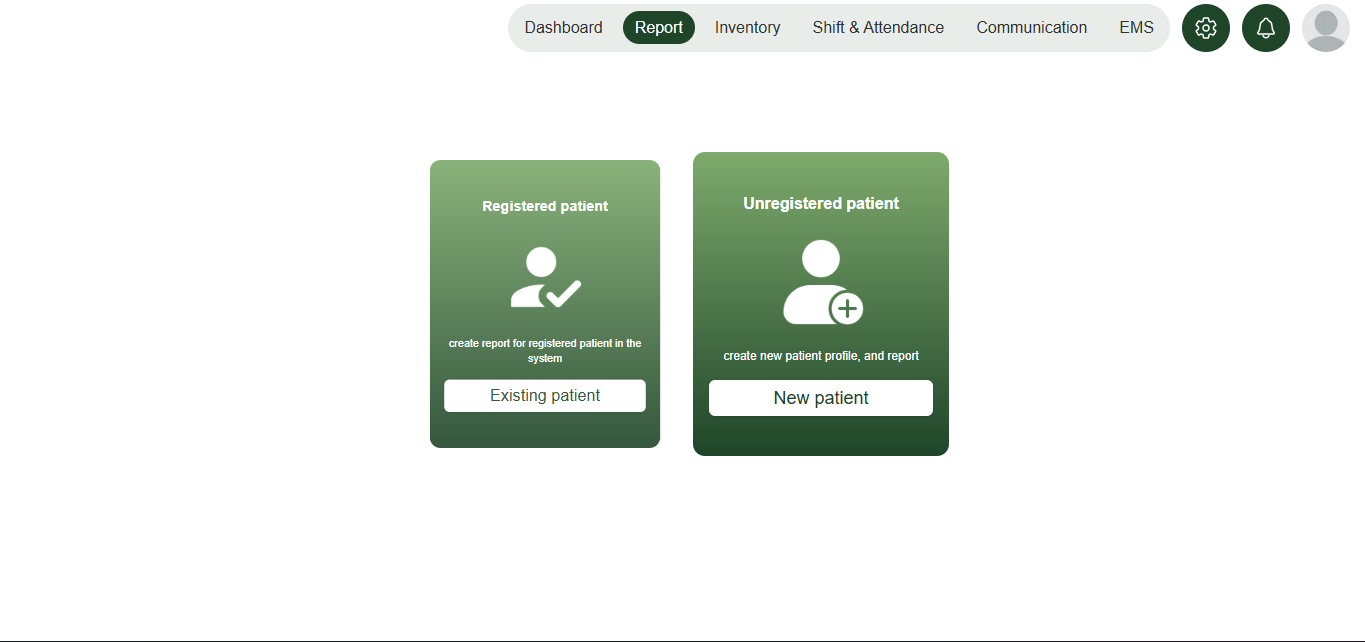 Dashboard Report Inventory Shift & Attendance Communication EMS
Registered patient
create report for registered patient in the
system
Existing patient
Unregistered patient
create new patient profile, and report
New patient